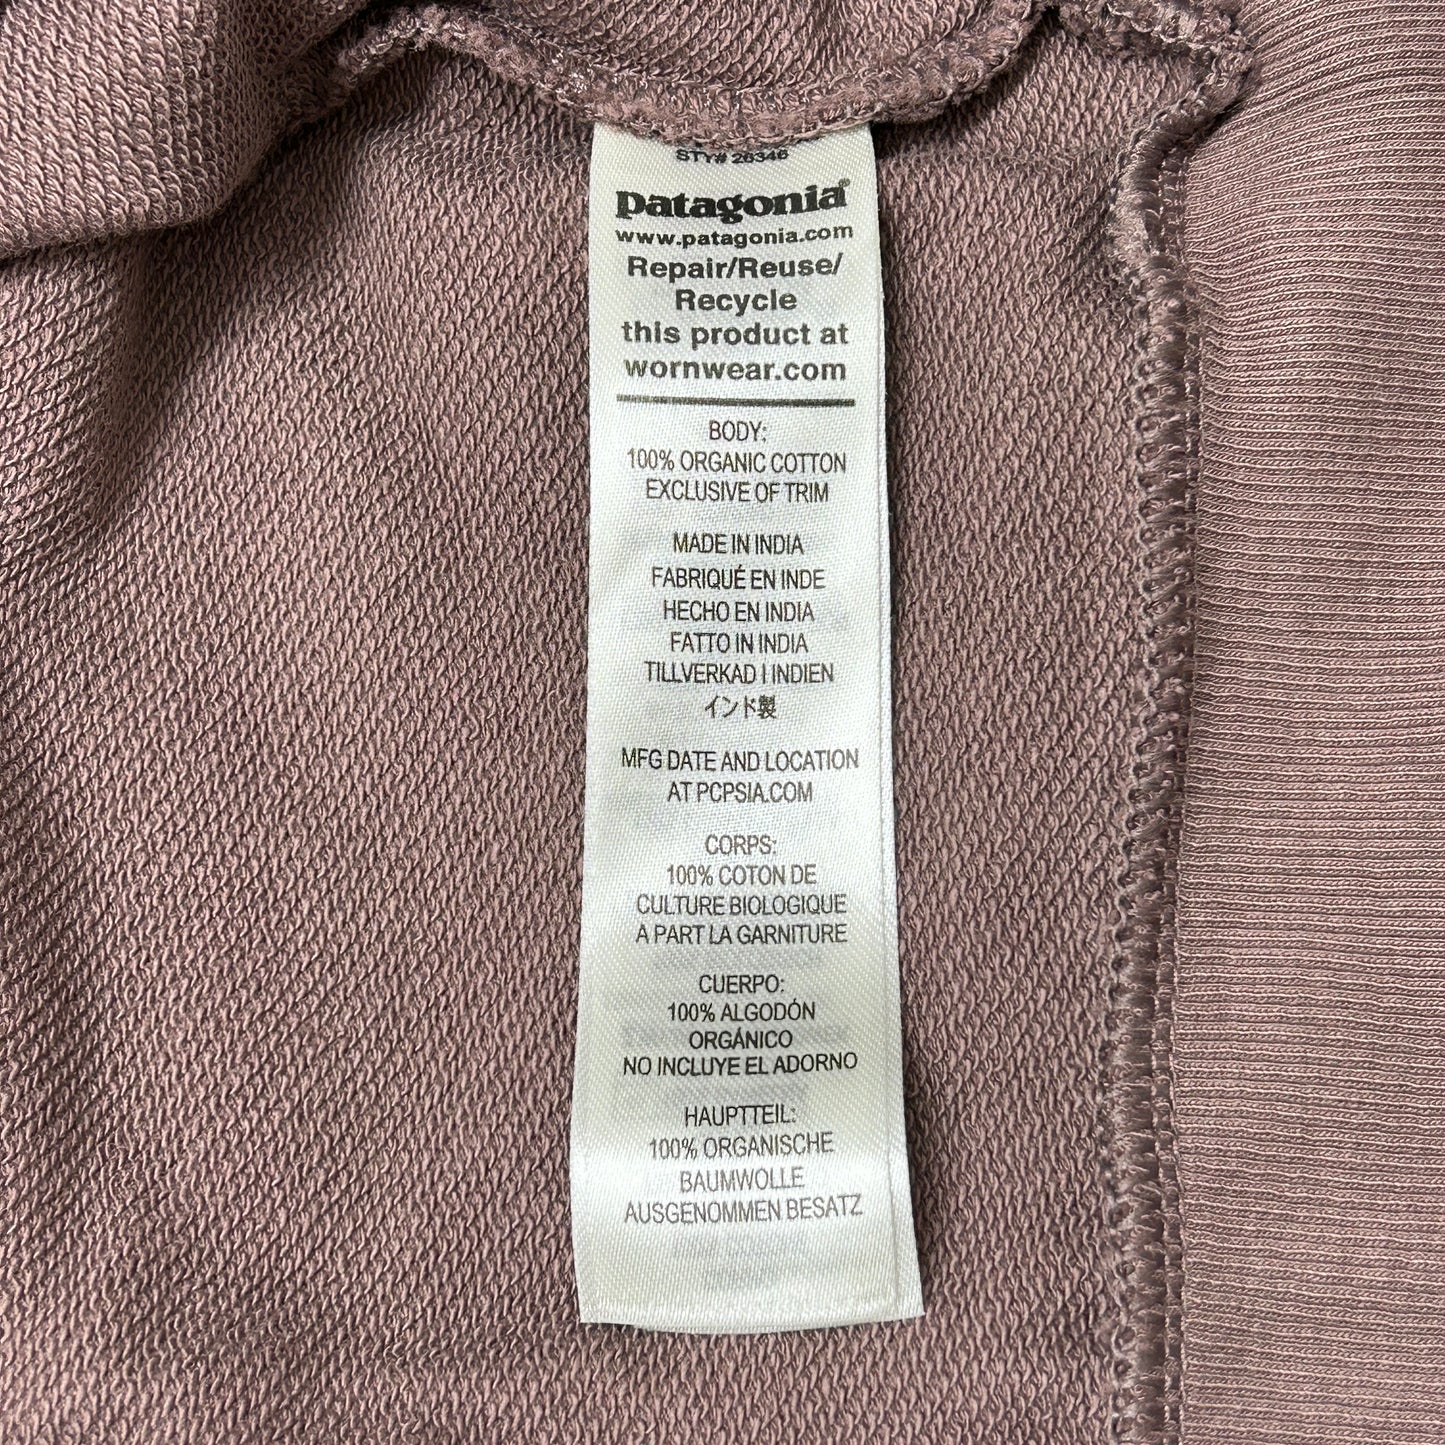 STY# 26346
patagonia®
www.patagonia.com
Repair/Reuse/
Recycle
this product at
wornwear.com
BODY:
100% ORGANIC COTTON
EXCLUSIVE OF TRIM
MADE IN INDIA
FABRIQUÉ EN INDE
HECHO EN INDIA
FATTO IN INDIA
TILLVERKAD I INDIEN
インド製
MFG DATE AND LOCATION
AT PCPSIA.COM
CORPS:
100% COTON DE
CULTURE BIOLOGIQUE
A PART LA GARNITURE
CUERPO:
100% ALGODÓN
ORGÁNICO
NO INCLUYE EL ADORNO
HAUPTTEIL:
100% ORGANISCHE
BAUMWOLLE
AUSGENOMMEN BESATZ